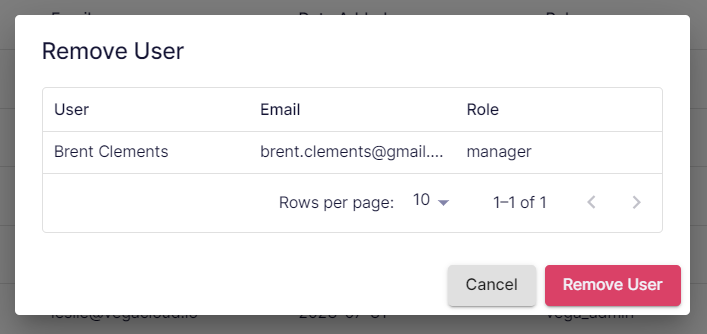 Remove User
User Email Role
Brent Clements brent.clements@gmail.... manager
Rows per page: 10 1–1 of 1
Cancel Remove User